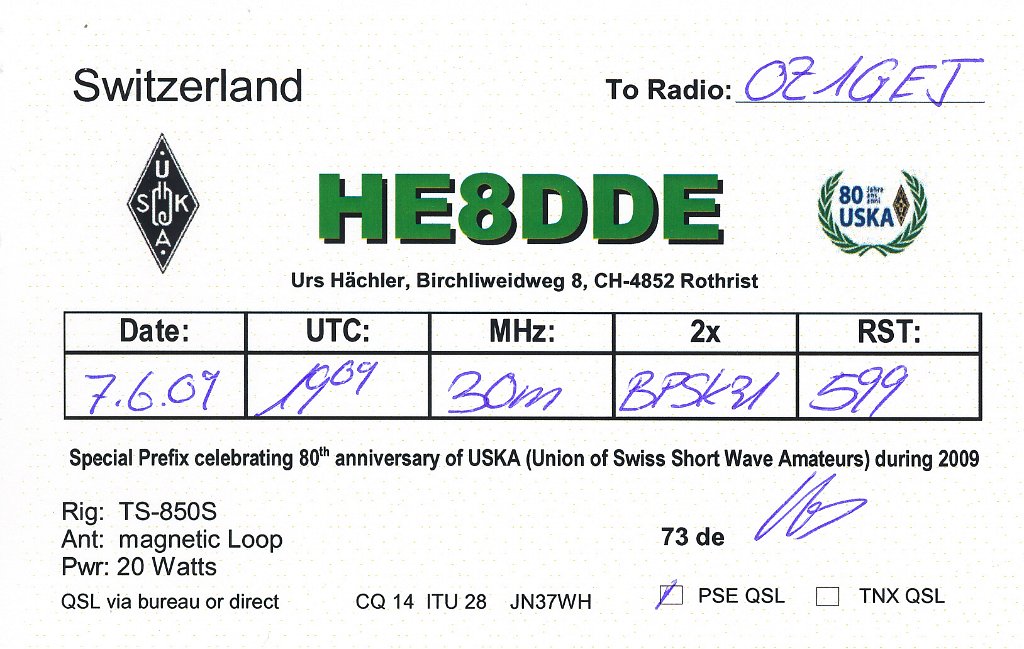 Switzerland
To Radio: OZ1GEJ
U
S K
A
HE8DDE
80 Jahre ans anni
USKA
Urs Hächler, Birchliweidweg 8, CH-4852 Rothrist
Date: UTC: MHz: 2x RST:
7.6.09 1909 30m BPSK31 599
Special Prefix celebrating 80th anniversary of USKA (Union of Swiss Short Wave Amateurs) during 2009
Rig: TS-850S
Ant: magnetic Loop
73 de
Pwr: 20 Watts
QSL via bureau or direct CQ 14 ITU 28 JN37WH PSE QSL TNX QSL